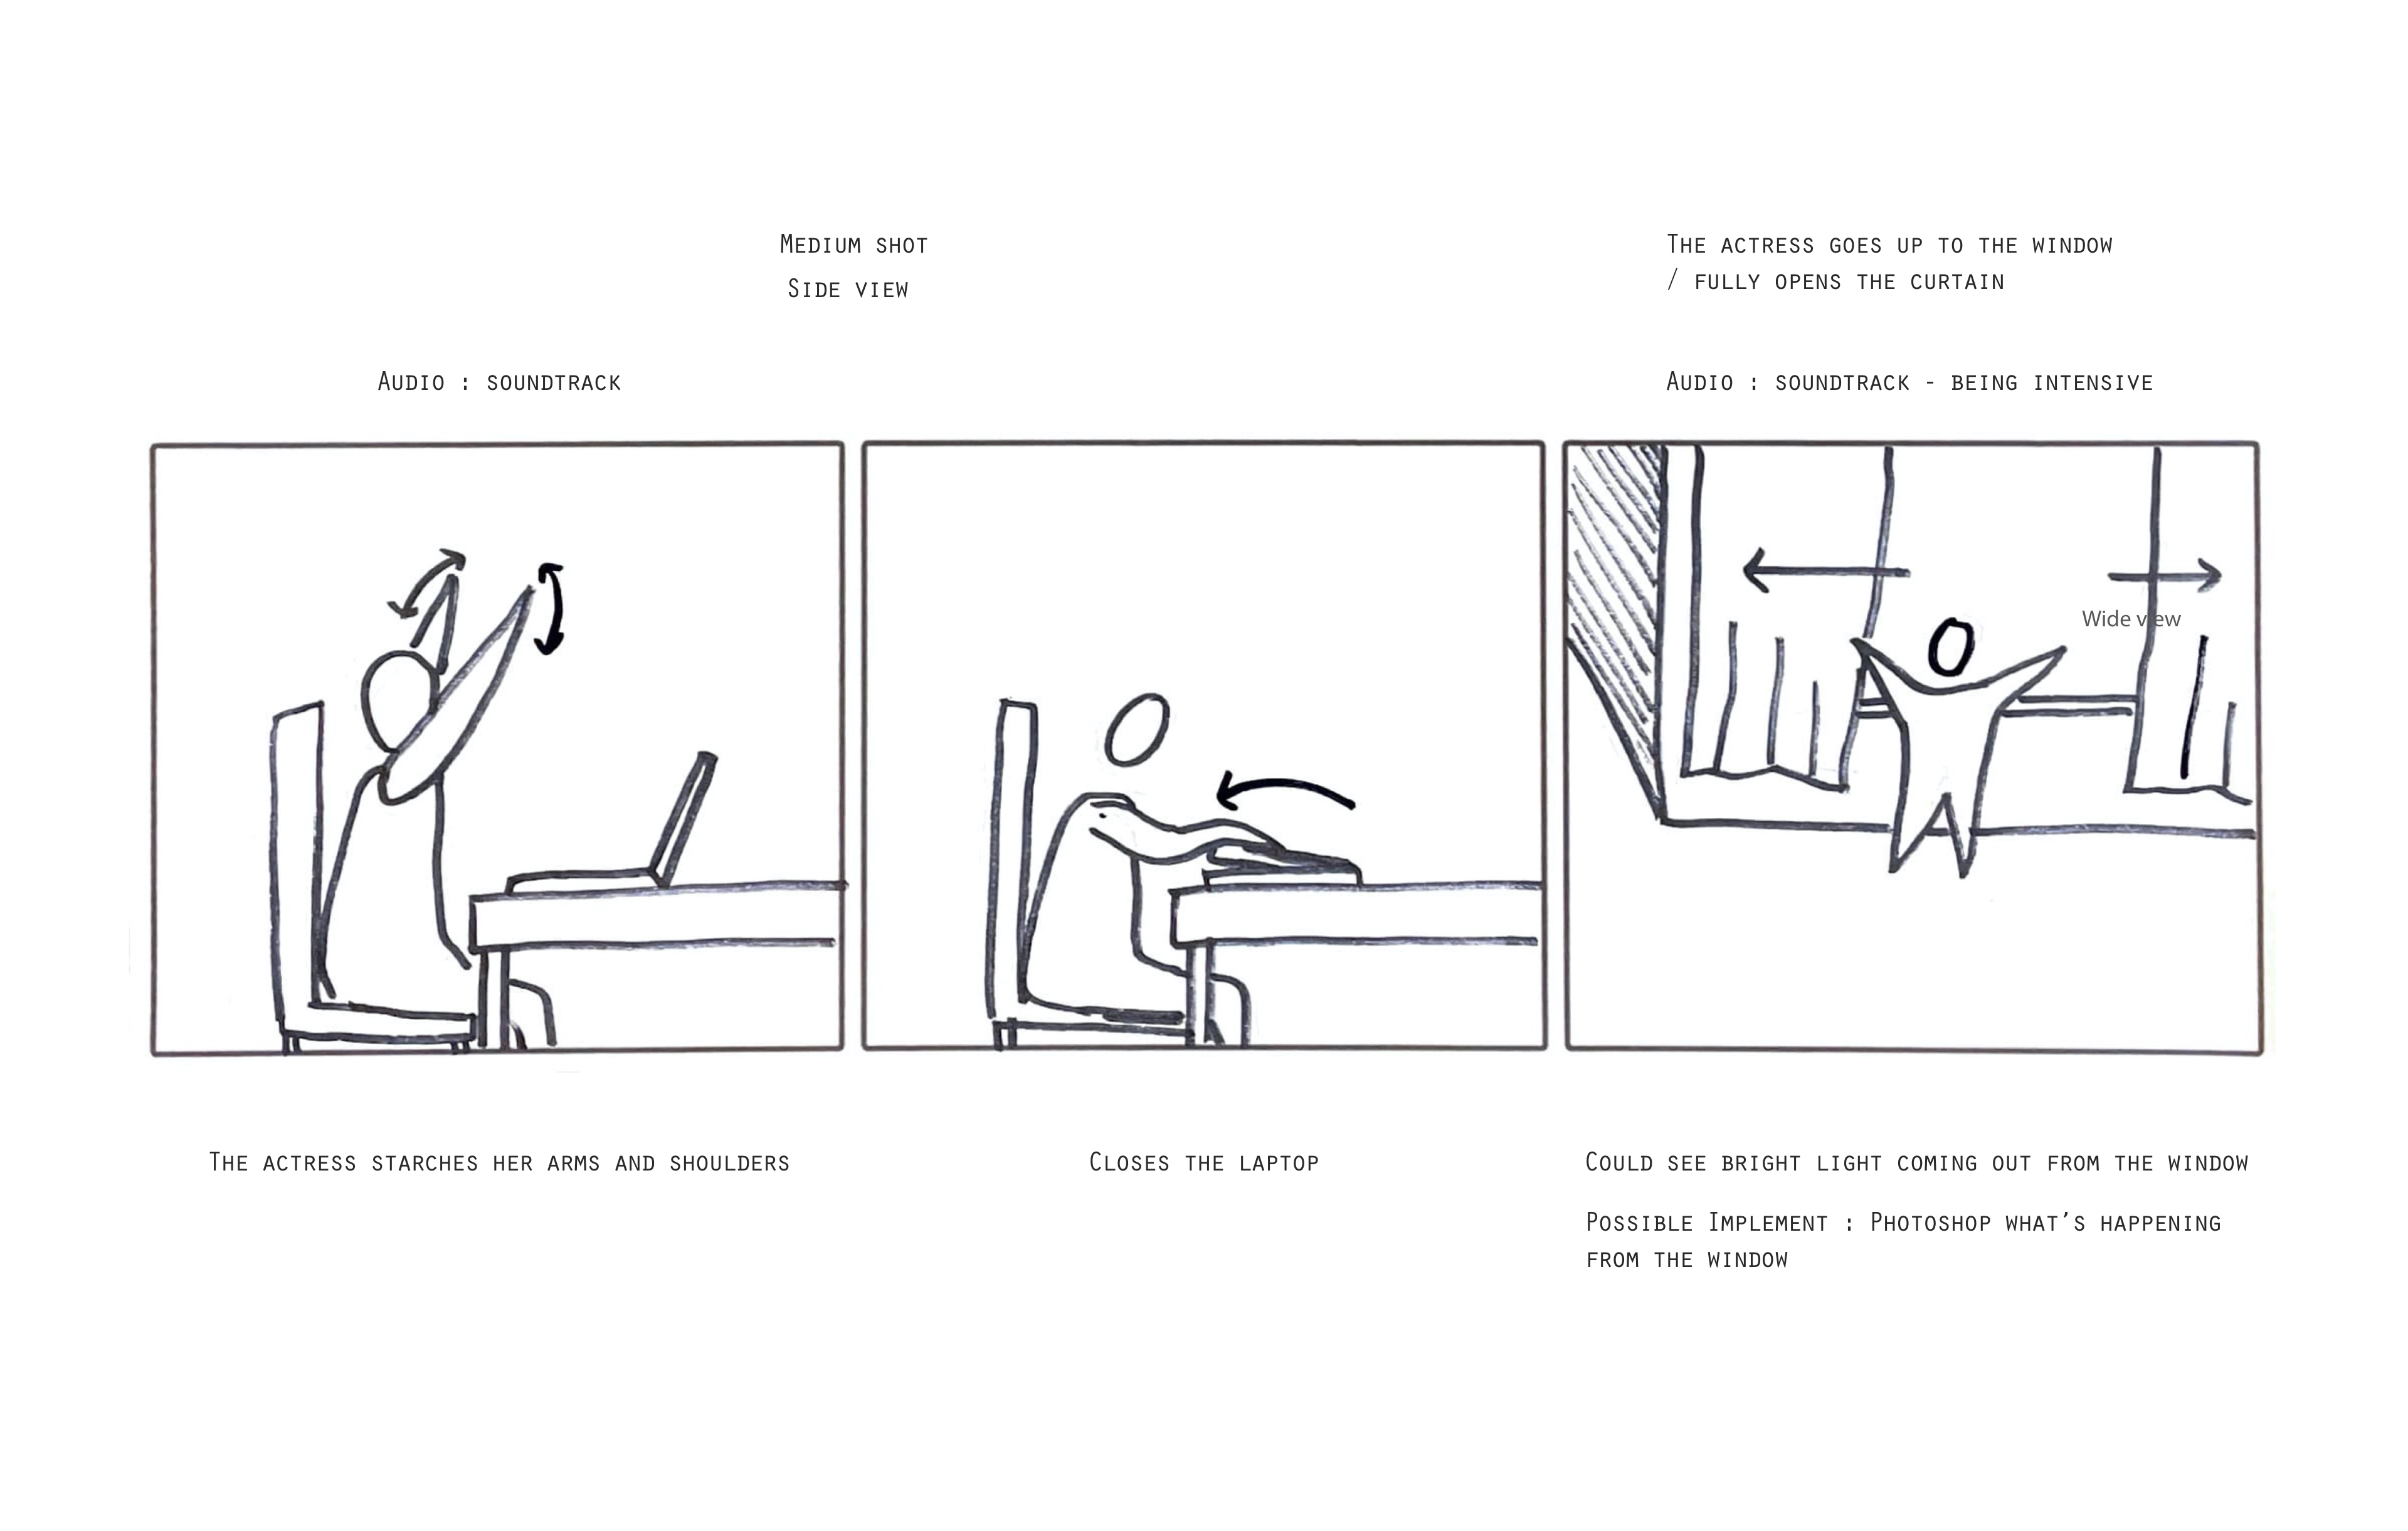 Medium shot
Side view
The actress goes up to the window
/ fully opens the curtain
Audio : soundtrack
Audio : soundtrack - being intensive
Wide view
The actress starches her arms and shoulders
Closes the laptop
Could see bright light coming out from the window
Possible Implement : Photoshop what's happening
from the window